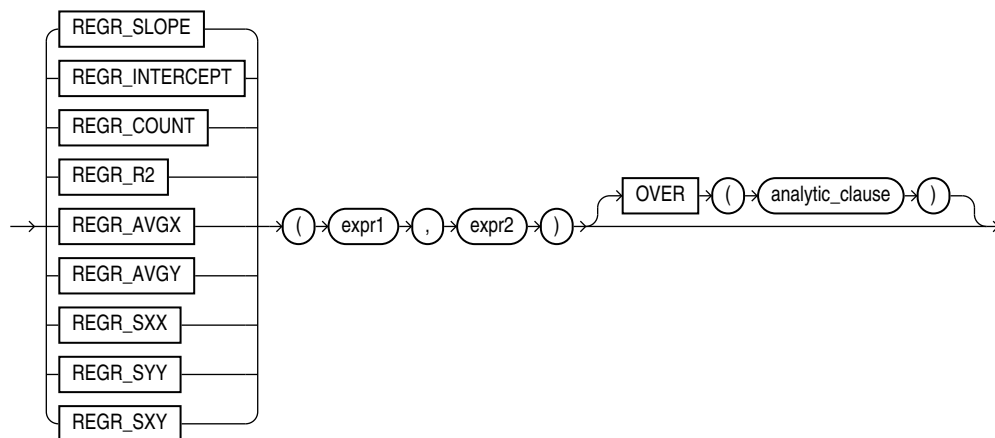 REGR_SLOPE
REGR_INTERCEPT
REGR_COUNT
REGR_R2
OVER ( analytic_clause )
REGR_AVGX ( expr1 , expr2 )
REGR_AVGY
REGR_SXX
REGR_SYY
REGR_SXY